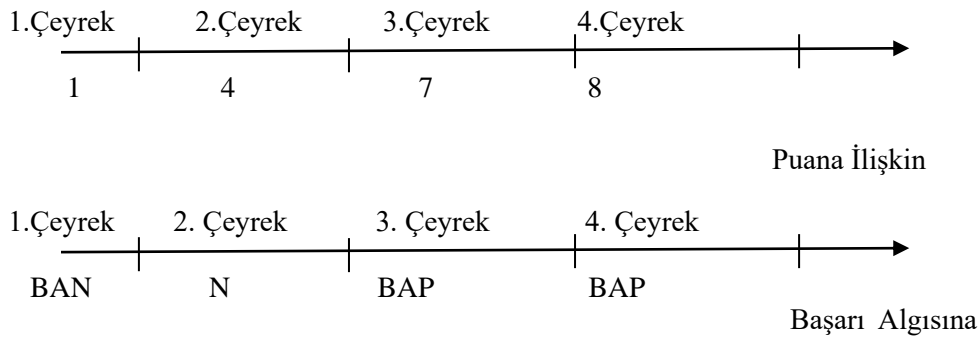 1.Çeyrek 2.Çeyrek 3.Çeyrek 4.Çeyrek
1 4 7 8
Puana İlişkin
1.Çeyrek 2. Çeyrek 3. Çeyrek 4. Çeyrek
BAN N BAP BAP
Başarı Algısına